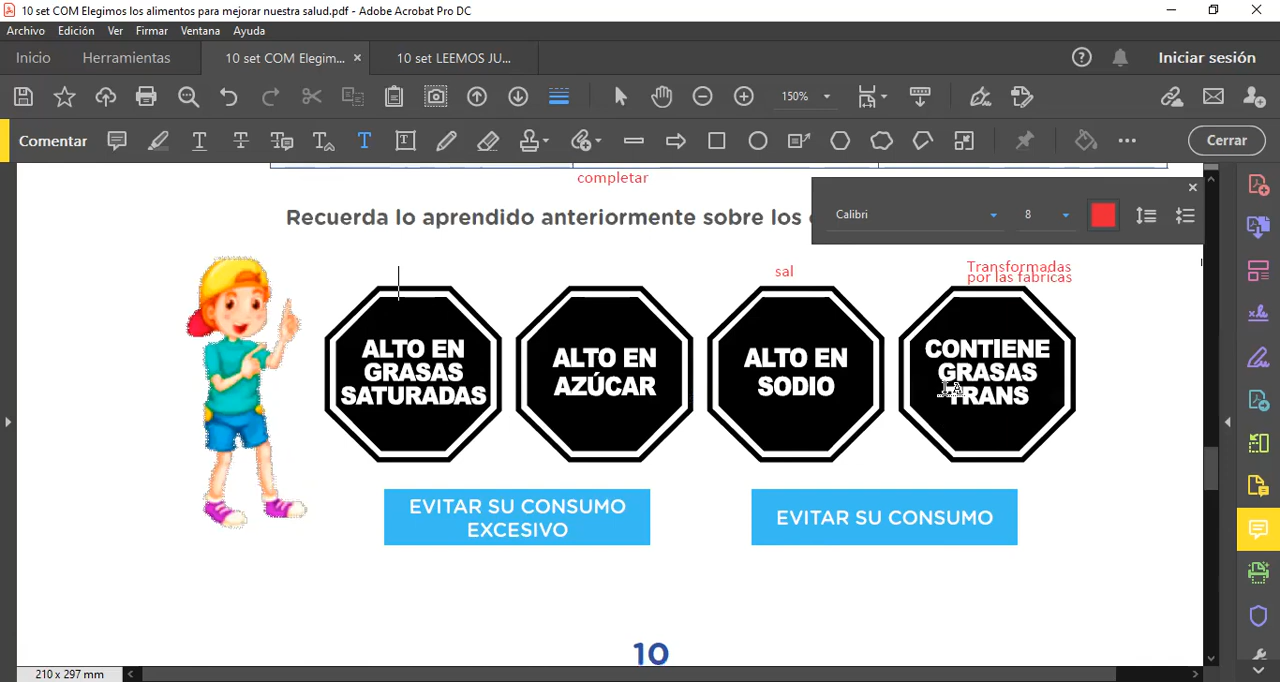 10 set COM Elegimos los alimentos para mejorar nuestra salud.pdf - Adobe Acrobat Pro DC
Archivo Edición Ver Firmar Ventana Ayuda
Inicio Herramientas 10 set COM Elegim... × 10 set LEEMOS JU... Iniciar sesión
150%
Comentar Cerrar
completar
Calibri 8
Recuerda lo aprendido anteriormente sobre los
sal
Transformadas
por las fabricas
ALTO EN
GRASAS
SATURADAS
ALTO EN
AZÚCAR
ALTO EN
SODIO
CONTIENE
GRASAS
TRANS
EVITAR SU CONSUMO
EXCESIVO
EVITAR SU CONSUMO
10
210 x 297 mm